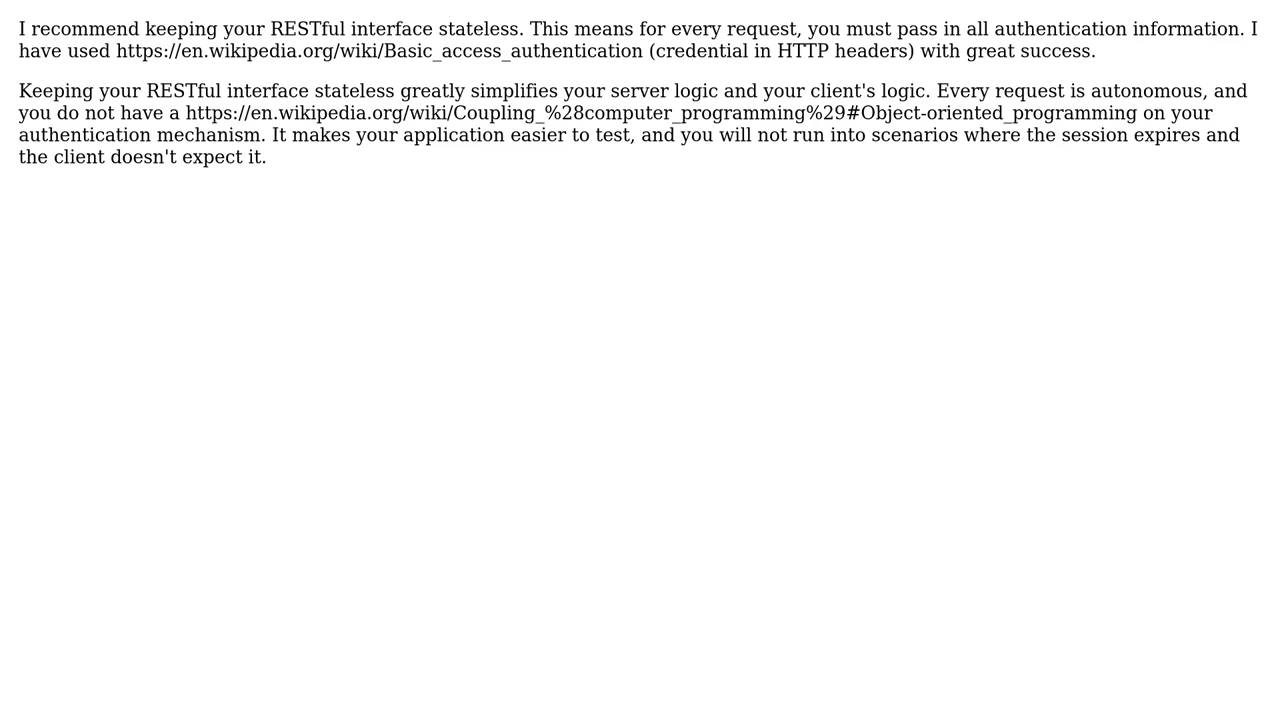 I recommend keeping your RESTful interface stateless. This means for every request, you must pass in all authentication information. I
have used https://en.wikipedia.org/wiki/Basic_access_authentication (credential in HTTP headers) with great success.
Keeping your RESTful interface stateless greatly simplifies your server logic and your client's logic. Every request is autonomous, and
you do not have a https://en.wikipedia.org/wiki/Coupling_%28computer_programming%29#Object-oriented_programming on your
authentication mechanism. It makes your application easier to test, and you will not run into scenarios where the session expires and
the client doesn't expect it.